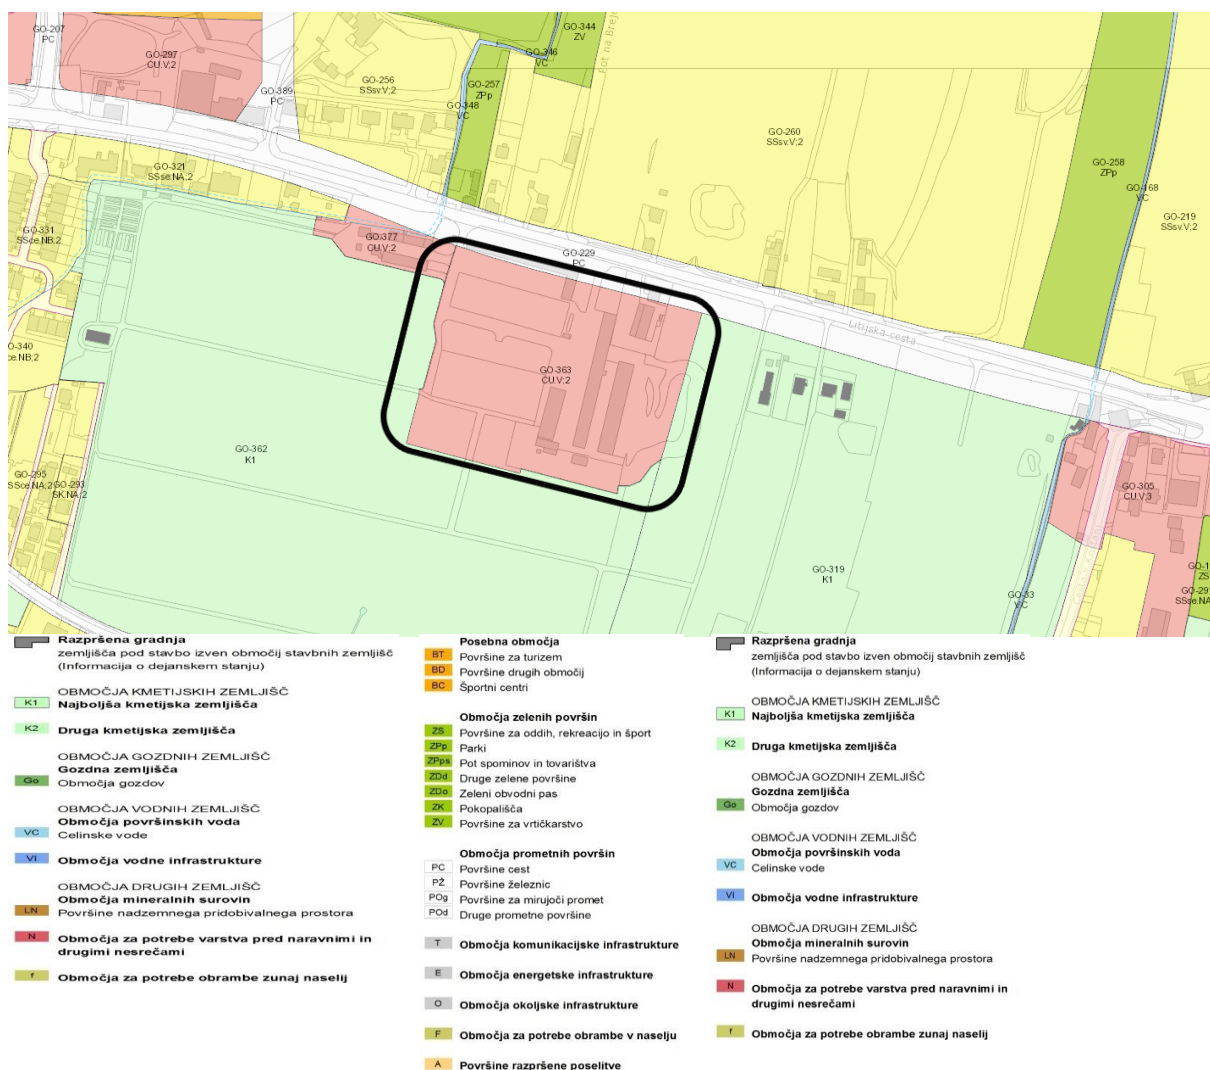 GO-207
PC
GO-297
CU.V;2
GO-389
PC
GO-256
SSsv.V;2
GO-257
ZPp
GO-348
VC
GO-346
VC
GO-344
ZV
Pot na Breje
GO-260
SSsv.V;2
GO-258
ZPp
GO-168
VC
GO-219
SSsv.V;2
GO-321
SSse.NA;2
GO-331
SSce.NB;2
GO-377
CU.V;2
GO-229
PC
Litijska cesta
GO-340
ce.NB;2
GO-363
CU.V;2
GO-362
K1
GO-295
SSce.NA;2
GO-293
SK.NA;2
GO-319
K1
GO-33
VC
GO-305
CU.V;3
GO-1
ZS
GO-29
SSse.NA
Razpršena gradnja
zemljišča pod stavbo izven območij stavbnih zemljišč
(Informacija o dejanskem stanju)
OBMOČJA KMETIJSKIH ZEMLJIŠČ
K1 Najboljša kmetijska zemljišča
K2 Druga kmetijska zemljišča
OBMOČJA GOZDNIH ZEMLJIŠČ
Gozdna zemljišča
Go Območja gozdov
OBMOČJA VODNIH ZEMLJIŠČ
Območja površinskih voda
VC Celinske vode
VI Območja vodne infrastrukture
OBMOČJA DRUGIH ZEMLJIŠČ
Območja mineralnih surovin
LN Površine nadzemnega pridobivalnega prostora
N Območja za potrebe varstva pred naravnimi in
drugimi nesrečami
f Območja za potrebe obrambe zunaj naselij
Posebna območja
BT Površine za turizem
BD Površine drugih območij
BC Športni centri
Območja zelenih površin
ZS Površine za oddih, rekreacijo in šport
ZPp Parki
ZPps Pot spominov in tovarištva
ZDd Druge zelene površine
ZDo Zeleni obvodni pas
ZK Pokopališča
ZV Površine za vrtičkarstvo
Območja prometnih površin
PC Površine cest
PŽ Površine železnic
POg Površine za mirujoči promet
POd Druge prometne površine
T Območja komunikacijske infrastrukture
E Območja energetske infrastrukture
O Območja okoljske infrastrukture
F Območja za potrebe obrambe v naselju
A Površine razpršene poselitve
Razpršena gradnja
zemljišča pod stavbo izven območij stavbnih zemljišč
(Informacija o dejanskem stanju)
OBMOČJA KMETIJSKIH ZEMLJIŠČ
K1 Najboljša kmetijska zemljišča
K2 Druga kmetijska zemljišča
OBMOČJA GOZDNIH ZEMLJIŠČ
Gozdna zemljišča
Go Območja gozdov
OBMOČJA VODNIH ZEMLJIŠČ
Območja površinskih voda
VC Celinske vode
VI Območja vodne infrastrukture
OBMOČJA DRUGIH ZEMLJIŠČ
Območja mineralnih surovin
LN Površine nadzemnega pridobivalnega prostora
N Območja za potrebe varstva pred naravnimi in
drugimi nesrečami
f Območja za potrebe obrambe zunaj naselij